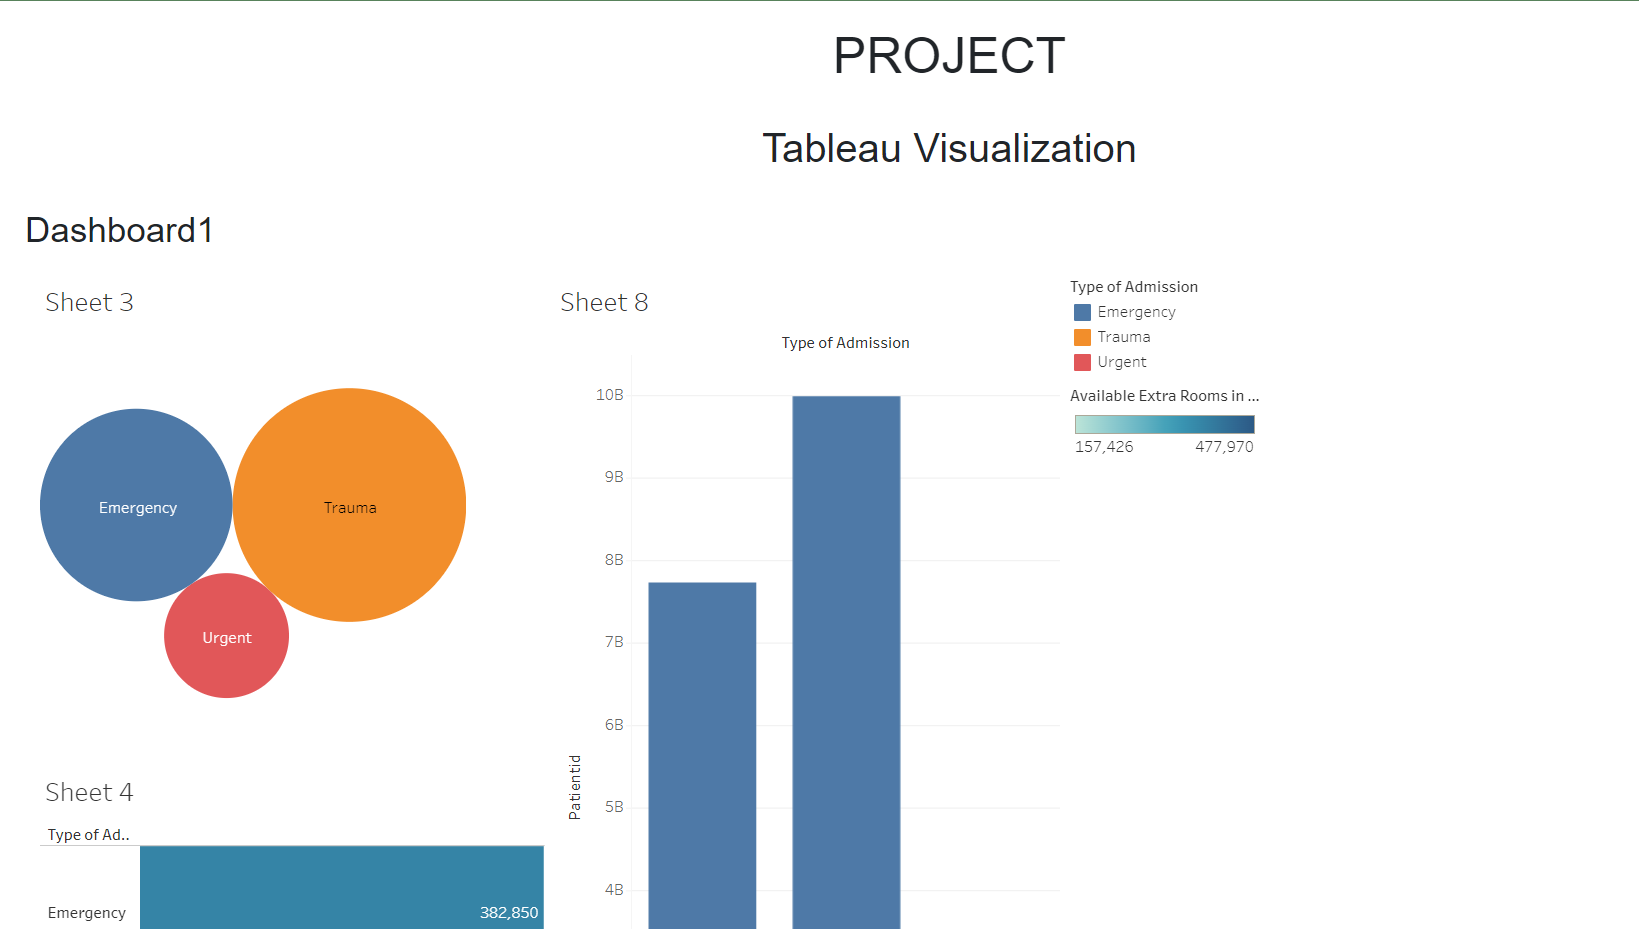 PROJECT
Tableau Visualization
Dashboard1
Sheet 3
Emergency
Trauma
Urgent
Sheet 4
Type of Ad..
Emergency
382,850
Sheet 8
Type of Admission
10B
9B
8B
7B
6B
5B
4B
Patientid
Type of Admission
Emergency
Trauma
Urgent
Available Extra Rooms in ...
157,426 477,970